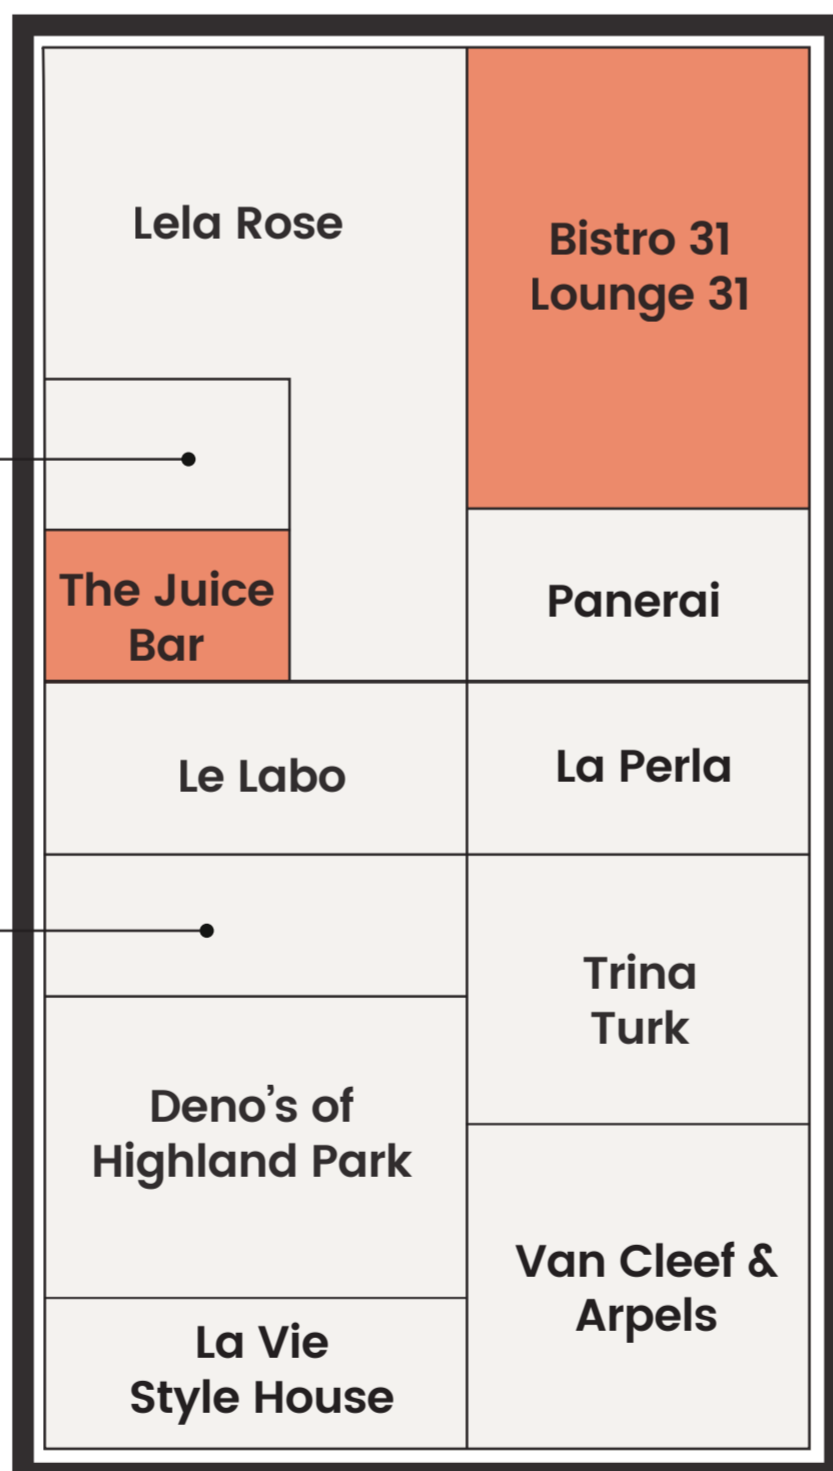 Lela Rose
Bistro 31
Lounge 31
The Juice
Bar
Panerai
Le Labo
La Perla
Trina
Turk
Deno’s of
Highland Park
Van Cleef &
Arpels
La Vie
Style House